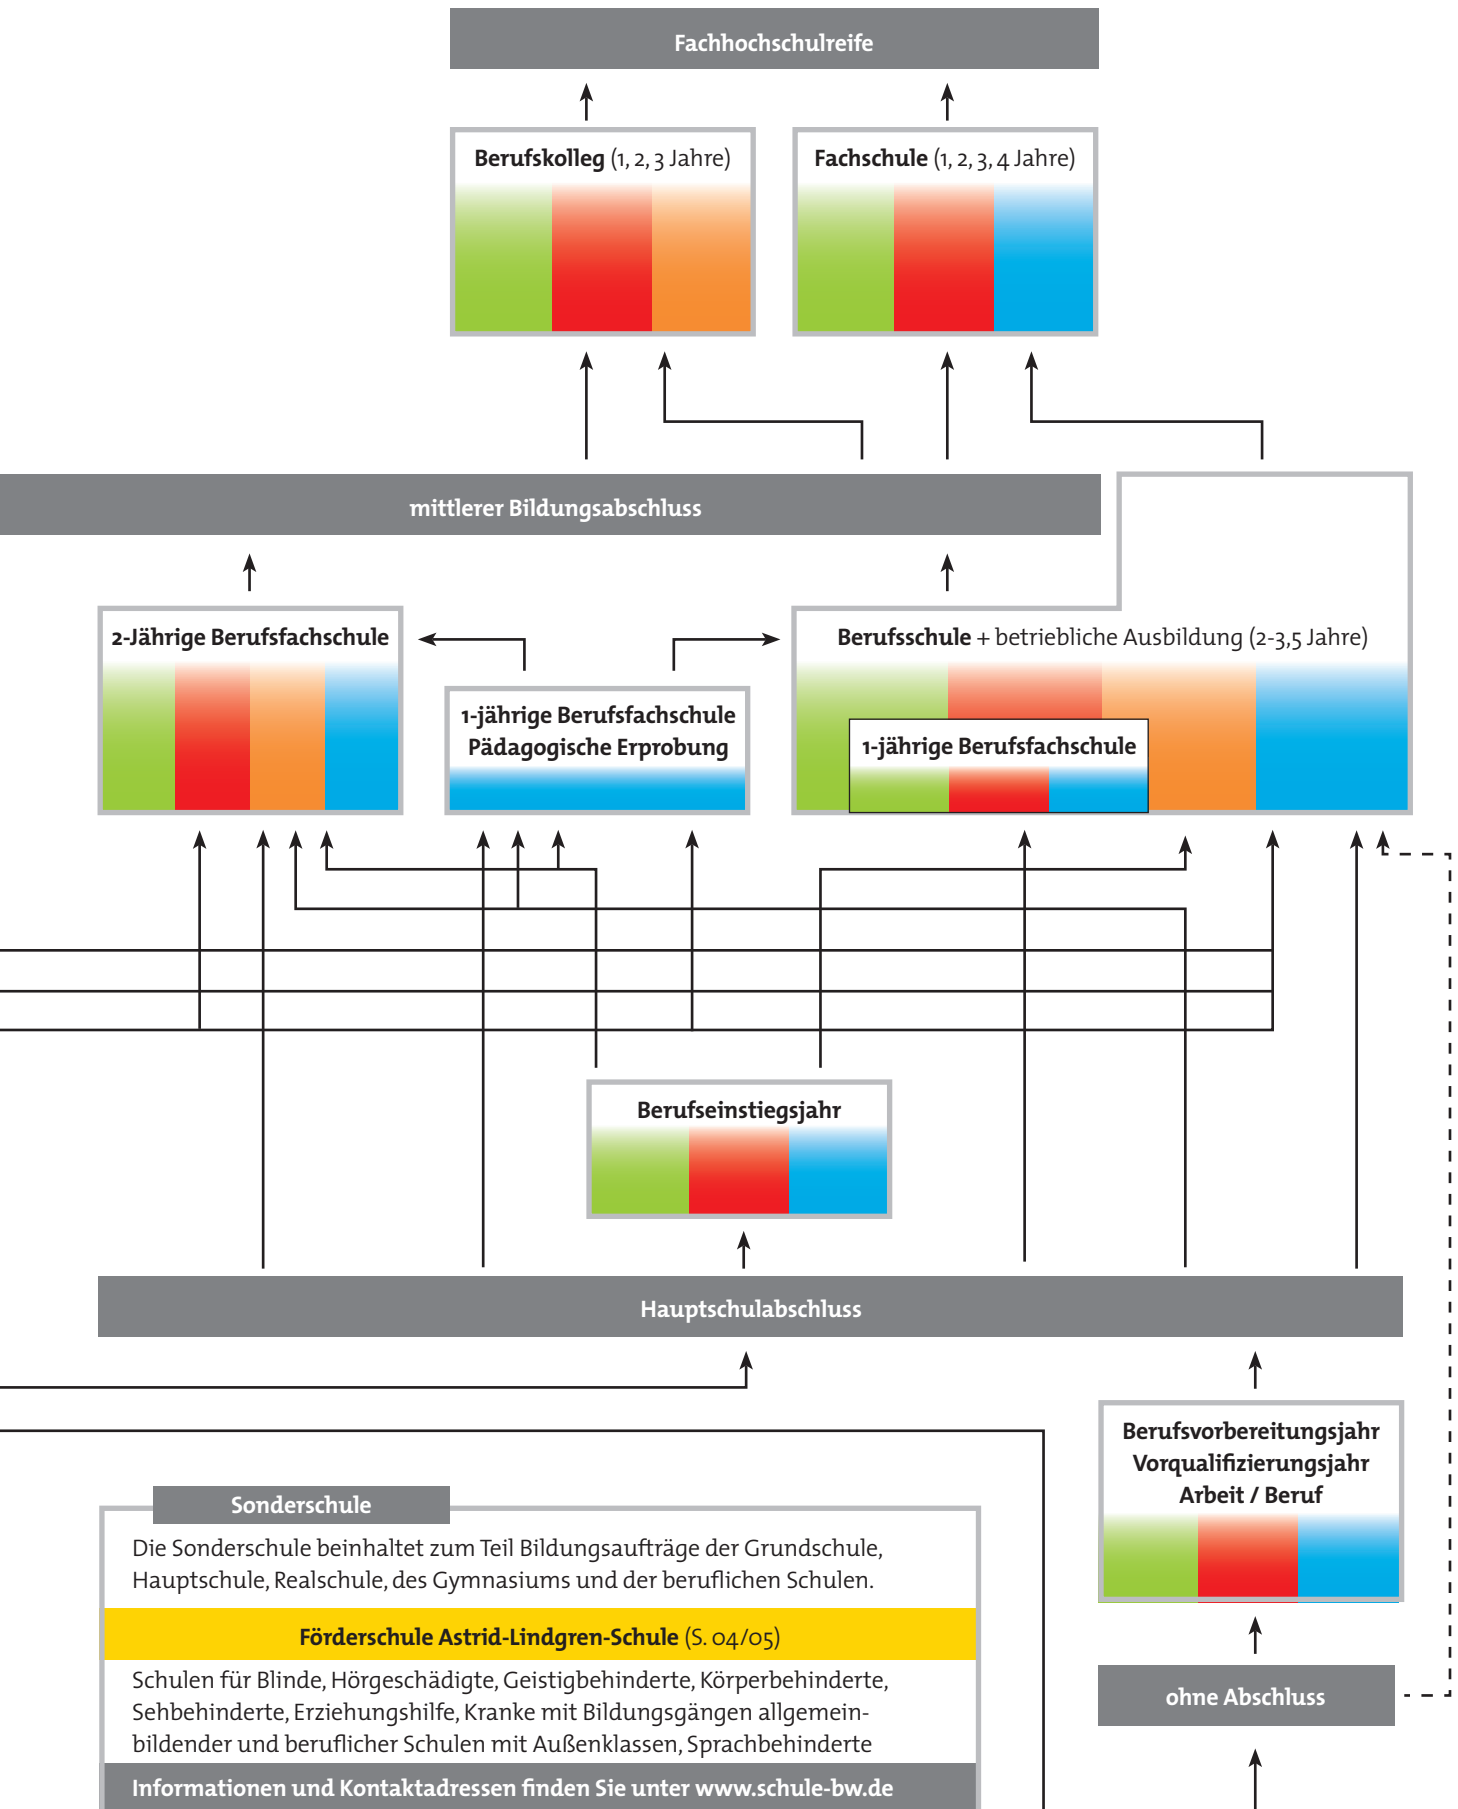 Fachhochschulreife
Berufskolleg (1, 2, 3 Jahre)
Fachschule (1, 2, 3, 4 Jahre)
mittlerer Bildungsabschluss
2-Jährige Berufsfachschule
1-jährige Berufsfachschule
Pädagogische Erprobung
Berufsschule + betriebliche Ausbildung (2-3,5 Jahre)
1-jährige Berufsfachschule
Berufseinstiegsjahr
Hauptschulabschluss
Berufsvorbereitungsjahr
Vorqualifizierungsjahr
Arbeit / Beruf
ohne Abschluss
Sonderschule
Die Sonderschule beinhaltet zum Teil Bildungsaufträge der Grundschule,
Hauptschule, Realschule, des Gymnasiums und der beruflichen Schulen.
Förderschule Astrid-Lindgren-Schule (S. 04/05)
Schulen für Blinde, Hörgeschädigte, Geistigbehinderte, Körperbehinderte,
Sehbehinderte, Erziehungshilfe, Kranke mit Bildungsgängen allgemein-
bildender und beruflicher Schulen mit Außenklassen, Sprachbehinderte
Informationen und Kontaktadressen finden Sie unter www.schule-bw.de